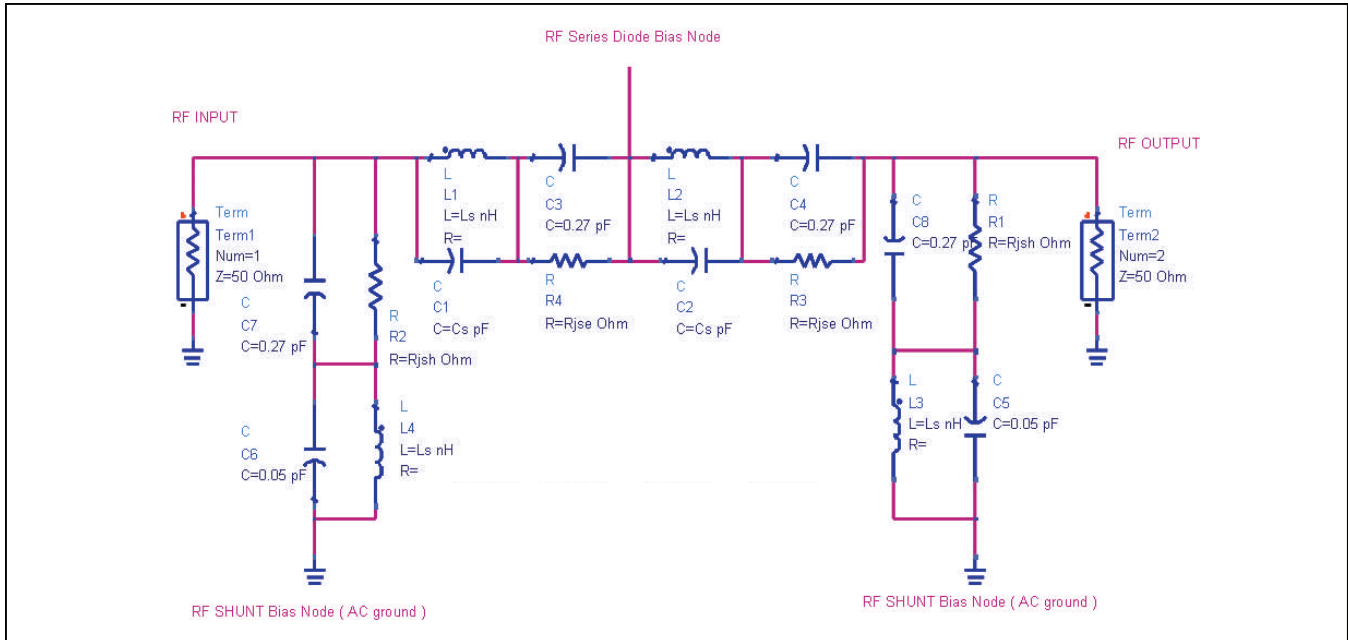 RF Series Diode Bias Node
RF INPUT
RF OUTPUT
Term
Term1
Num=1
Z=50 Ohm
L
L1
L=Ls nH
R=
C
C3
C=0.27 pF
L
L2
L=Ls nH
R=
C
C4
C=0.27 pF
C
C8
C=0.27 pF
R
R1
R=Rjsh Ohm
Term
Term2
Num=2
Z=50 Ohm
C
C7
C=0.27 pF
R
R2
R=Rjsh Ohm
C
C1
C=Cs pF
R
R4
R=Rjse Ohm
C
C2
C=Cs pF
R
R3
R=Rjse Ohm
C
C6
C=0.05 pF
L
L4
L=Ls nH
R=
L
L3
L=Ls nH
R=
C
C5
C=0.05 pF
RF SHUNT Bias Node ( AC ground )
RF SHUNT Bias Node ( AC ground )